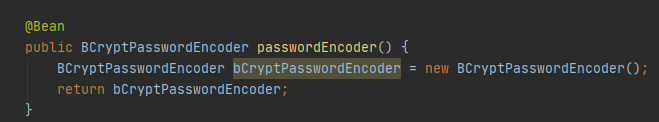 @Bean
public BCryptPasswordEncoder passwordEncoder() {
    BCryptPasswordEncoder bCryptPasswordEncoder = new BCryptPasswordEncoder();
    return bCryptPasswordEncoder;
}